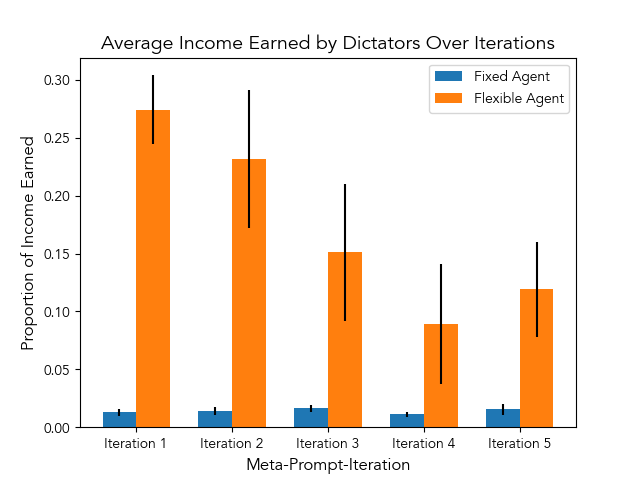 Average Income Earned by Dictators Over Iterations
Fixed Agent
Flexible Agent
Proportion of Income Earned
0.30
0.25
0.20
0.15
0.10
0.05
0.00
Iteration 1
Iteration 2
Iteration 3
Iteration 4
Iteration 5
Meta-Prompt-Iteration